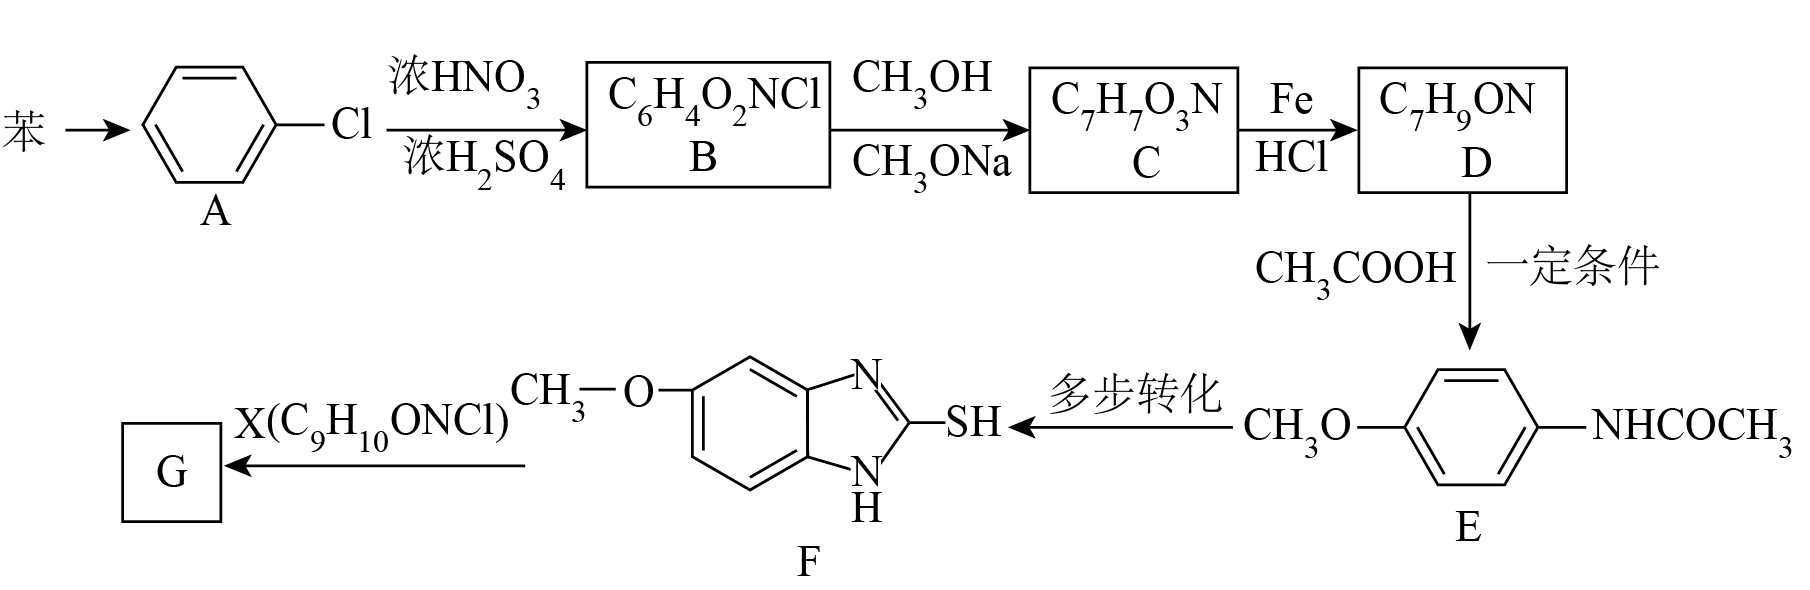 苯
Cl
A
浓HNO₃
浓H₂SO₄
C₆H₄O₂NCl
B
CH₃OH
CH₃ONa
C₇H₇O₃N
C
Fe
HCl
C₇H₉ON
D
CH₃COOH 一定条件
CH₃O
NHCOCH₃
E
多步转化
CH₃—O
N
SH
N
H
F
X(C₉H₁₀ONCl)
G